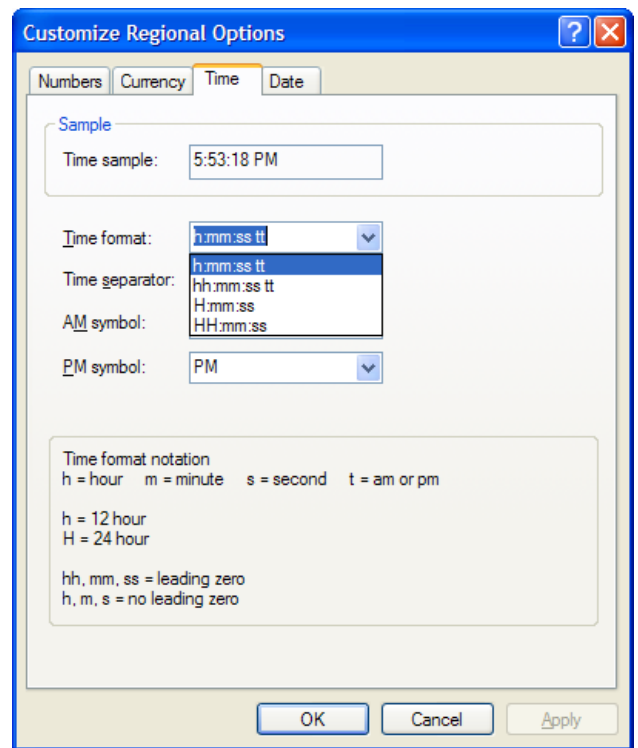 Customize Regional Options
Numbers Currency Time Date
Sample
Time sample: 5:53:18 PM
Time format: h:mm:ss tt
h:mm:ss tt
Time separator:
hh:mm:ss tt
H:mm:ss
AM symbol:
HH:mm:ss
PM symbol: PM
Time format notation
h = hour m = minute s = second t = am or pm
h = 12 hour
H = 24 hour
hh, mm, ss = leading zero
h, m, s = no leading zero
OK Cancel Apply